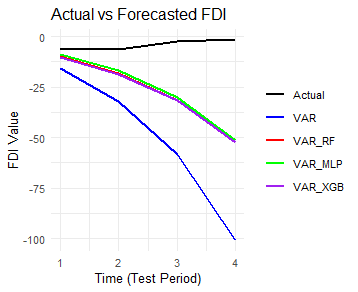 Actual vs Forecasted FDI
0
-25
-50
-75
-100
FDI Value
1
2
3
4
Time (Test Period)
Actual
VAR
VAR_RF
VAR_MLP
VAR_XGB